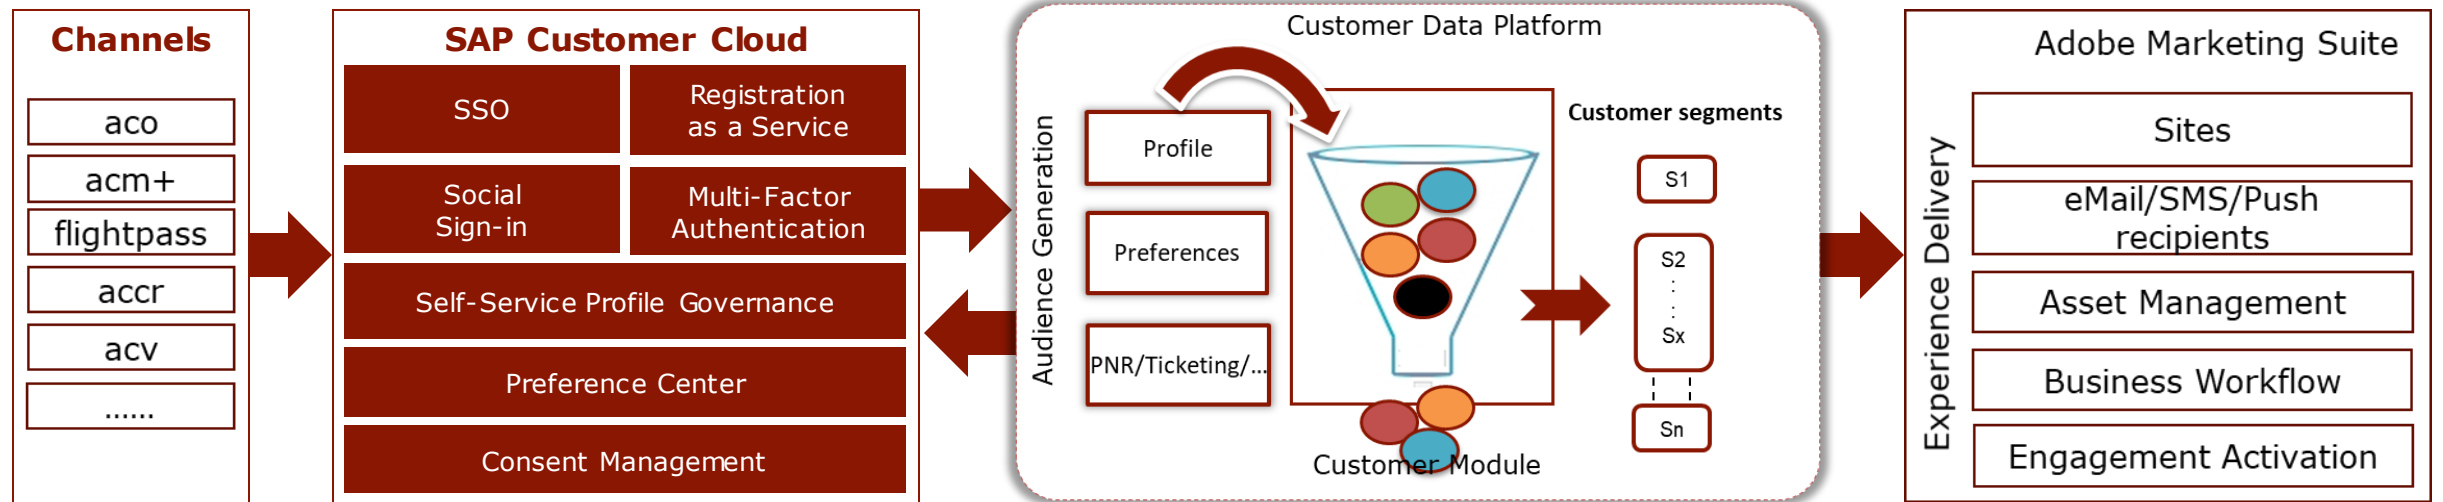 Channels
aco
acm+
flightpass
accr
acv
......
SAP Customer Cloud
SSO
Registration
as a Service
Social
Sign-in
Multi-Factor
Authentication
Self-Service Profile Governance
Preference Center
Consent Management
Customer Data Platform
Audience Generation
Profile
Preferences
PNR/Ticketing/...
Customer Module
Customer segments
S1
S2
.
.
.
Sx
Sn
Adobe Marketing Suite
Experience Delivery
Sites
eMail/SMS/Push
recipients
Asset Management
Business Workflow
Engagement Activation